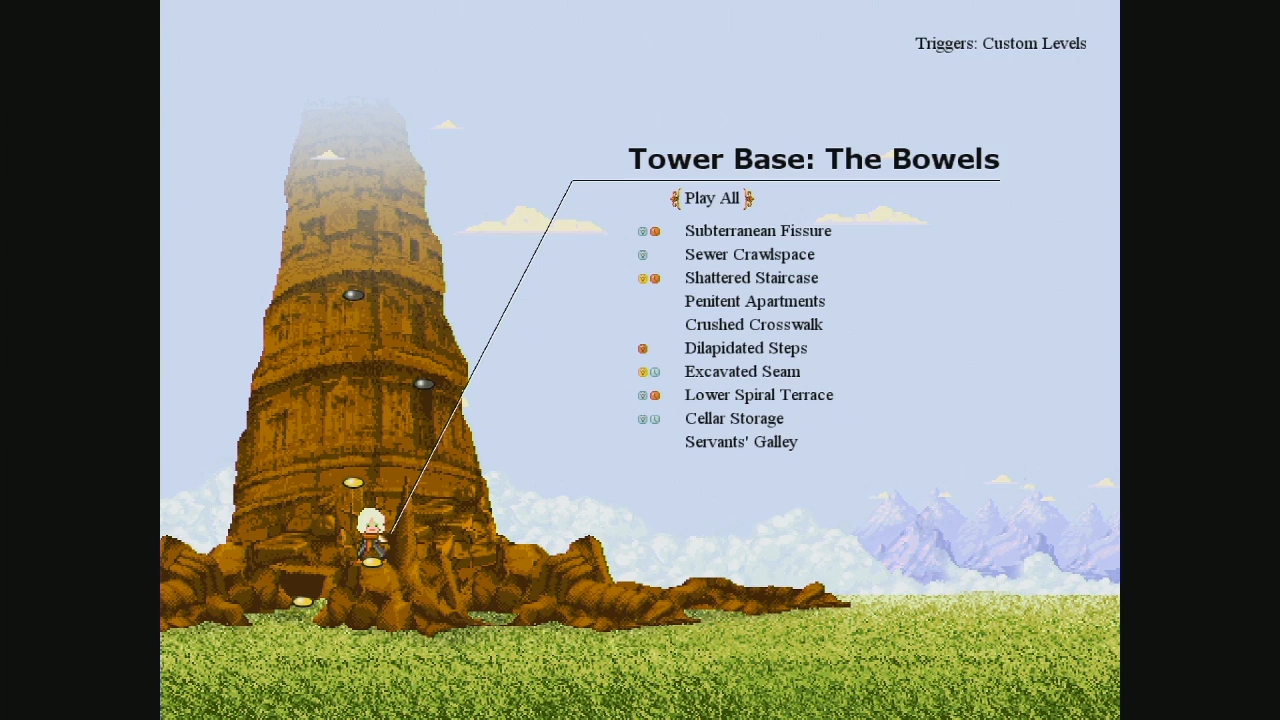 Triggers: Custom Levels
Tower Base: The Bowels
Play All
Subterranean Fissure
Sewer Crawlspace
Shattered Staircase
Penitent Apartments
Crushed Crosswalk
Dilapidated Steps
Excavated Seam
Lower Spiral Terrace
Cellar Storage
Servants' Galley